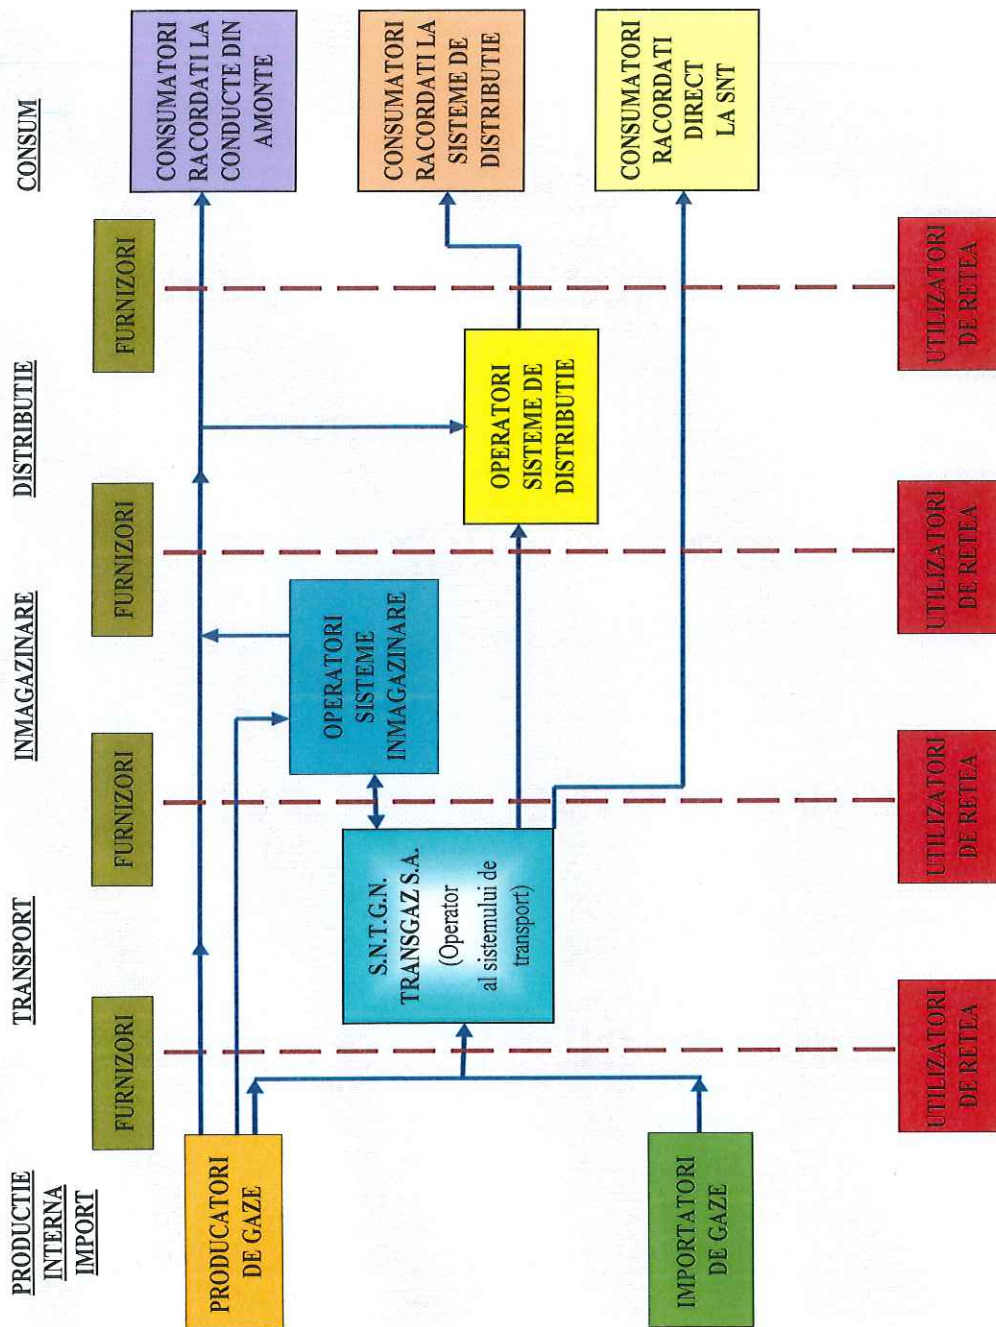 PRODUCTIE
INTERNA
IMPORT
TRANSPORT
INMAGAZINARE
DISTRIBUTIE
CONSUM
FURNIZORI
FURNIZORI
FURNIZORI
FURNIZORI
PRODUCATORI
DE GAZE
IMPORTATORI
DE GAZE
S.N.T.G.N.
TRANSGAZ S.A.
(Operator
al sistemului de
transport)
OPERATORI
SISTEME
INMAGAZINARE
OPERATORI
SISTEME DE
DISTRIBUTIE
CONSUMATORI
RACORDATI LA
CONDUCTE DIN
AMONTE
CONSUMATORI
RACORDATI LA
SISTEME DE
DISTRIBUTIE
CONSUMATORI
RACORDATI
DIRECT
LA SNT
UTILIZATORI
DE RETEA
UTILIZATORI
DE RETEA
UTILIZATORI
DE RETEA
UTILIZATORI
DE RETEA